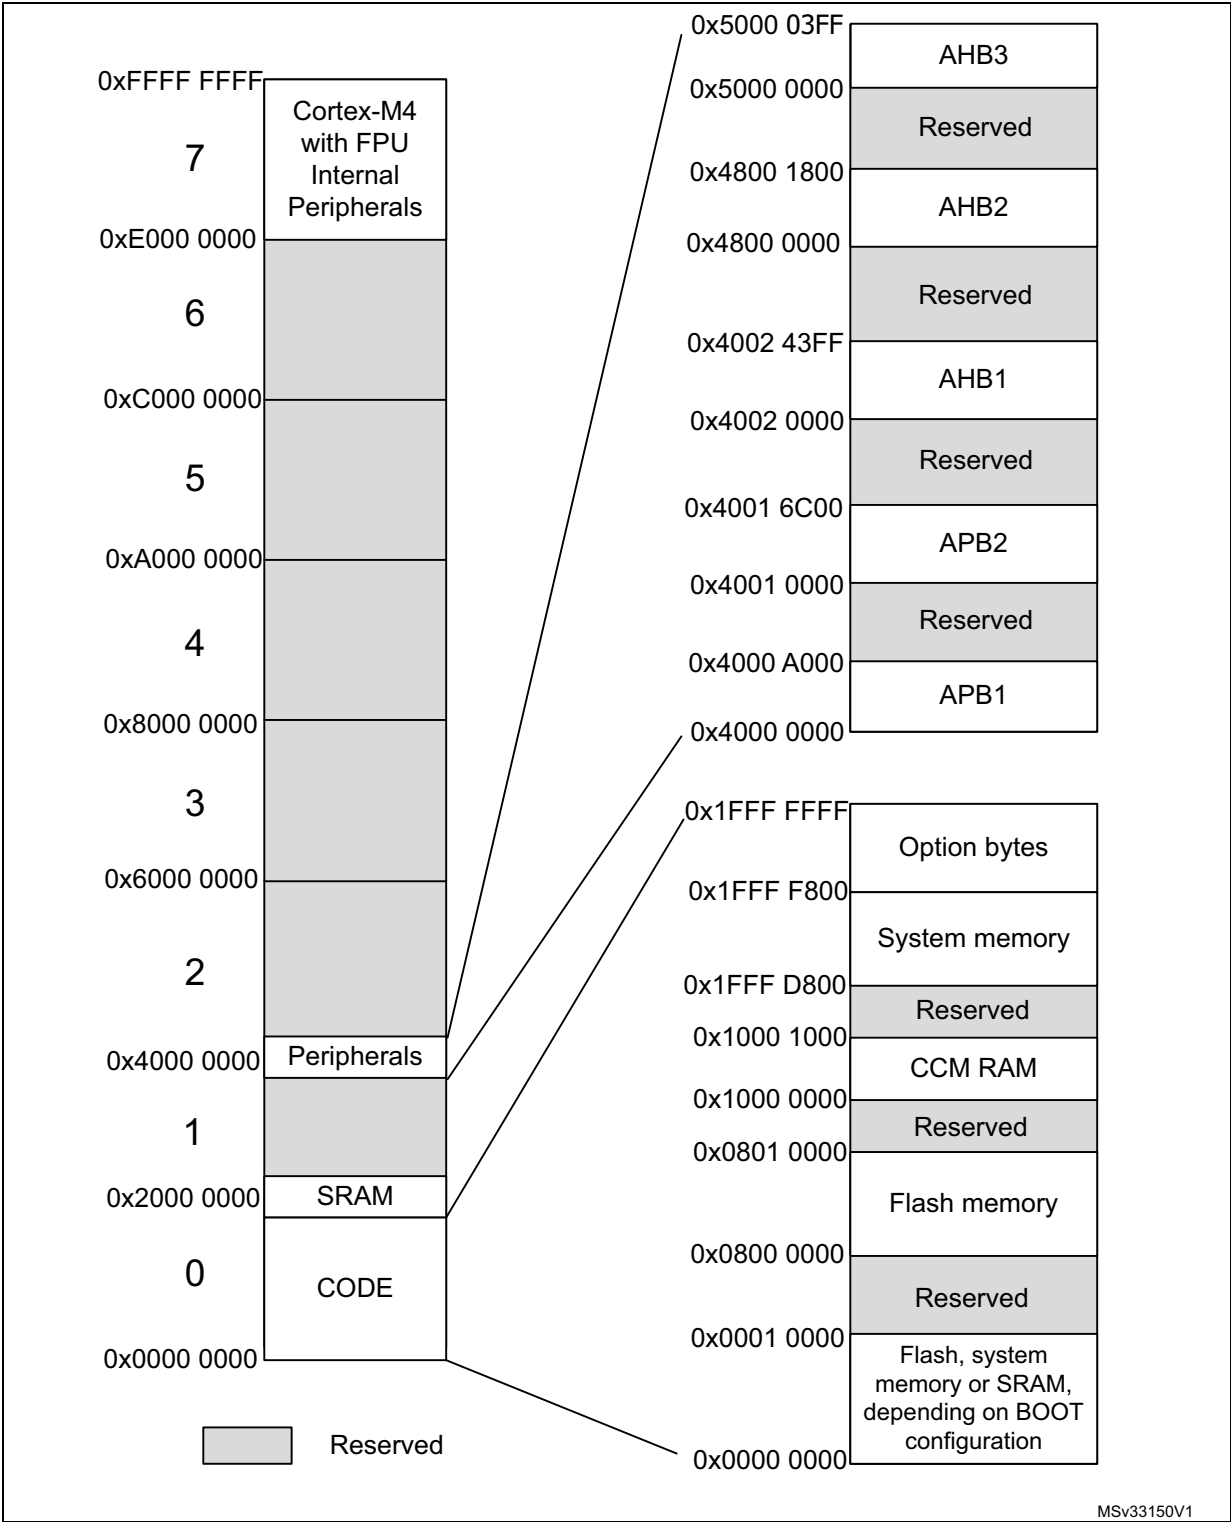 0xFFFF FFFF
Cortex-M4
with FPU
Internal
Peripherals
7
0xE000 0000
6
0xC000 0000
5
0xA000 0000
4
0x8000 0000
3
0x6000 0000
2
0x4000 0000
Peripherals
1
0x2000 0000
SRAM
0
CODE
0x0000 0000
Reserved
0x5000 03FF
AHB3
0x5000 0000
Reserved
0x4800 1800
AHB2
0x4800 0000
Reserved
0x4002 43FF
AHB1
0x4002 0000
Reserved
0x4001 6C00
APB2
0x4001 0000
Reserved
0x4000 A000
APB1
0x4000 0000
0x1FFF FFFF
Option bytes
0x1FFF F800
System memory
0x1FFF D800
Reserved
0x1000 1000
CCM RAM
0x1000 0000
Reserved
0x0801 0000
Flash memory
0x0800 0000
Reserved
0x0001 0000
Flash, system
memory or SRAM,
depending on BOOT
configuration
0x0000 0000
MSv33150V1